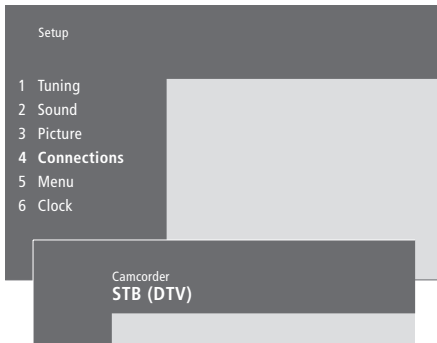 Setup
1 Tuning
2 Sound
3 Picture
4 Connections
5 Menu
6 Clock
Camcorder
STB (DTV)